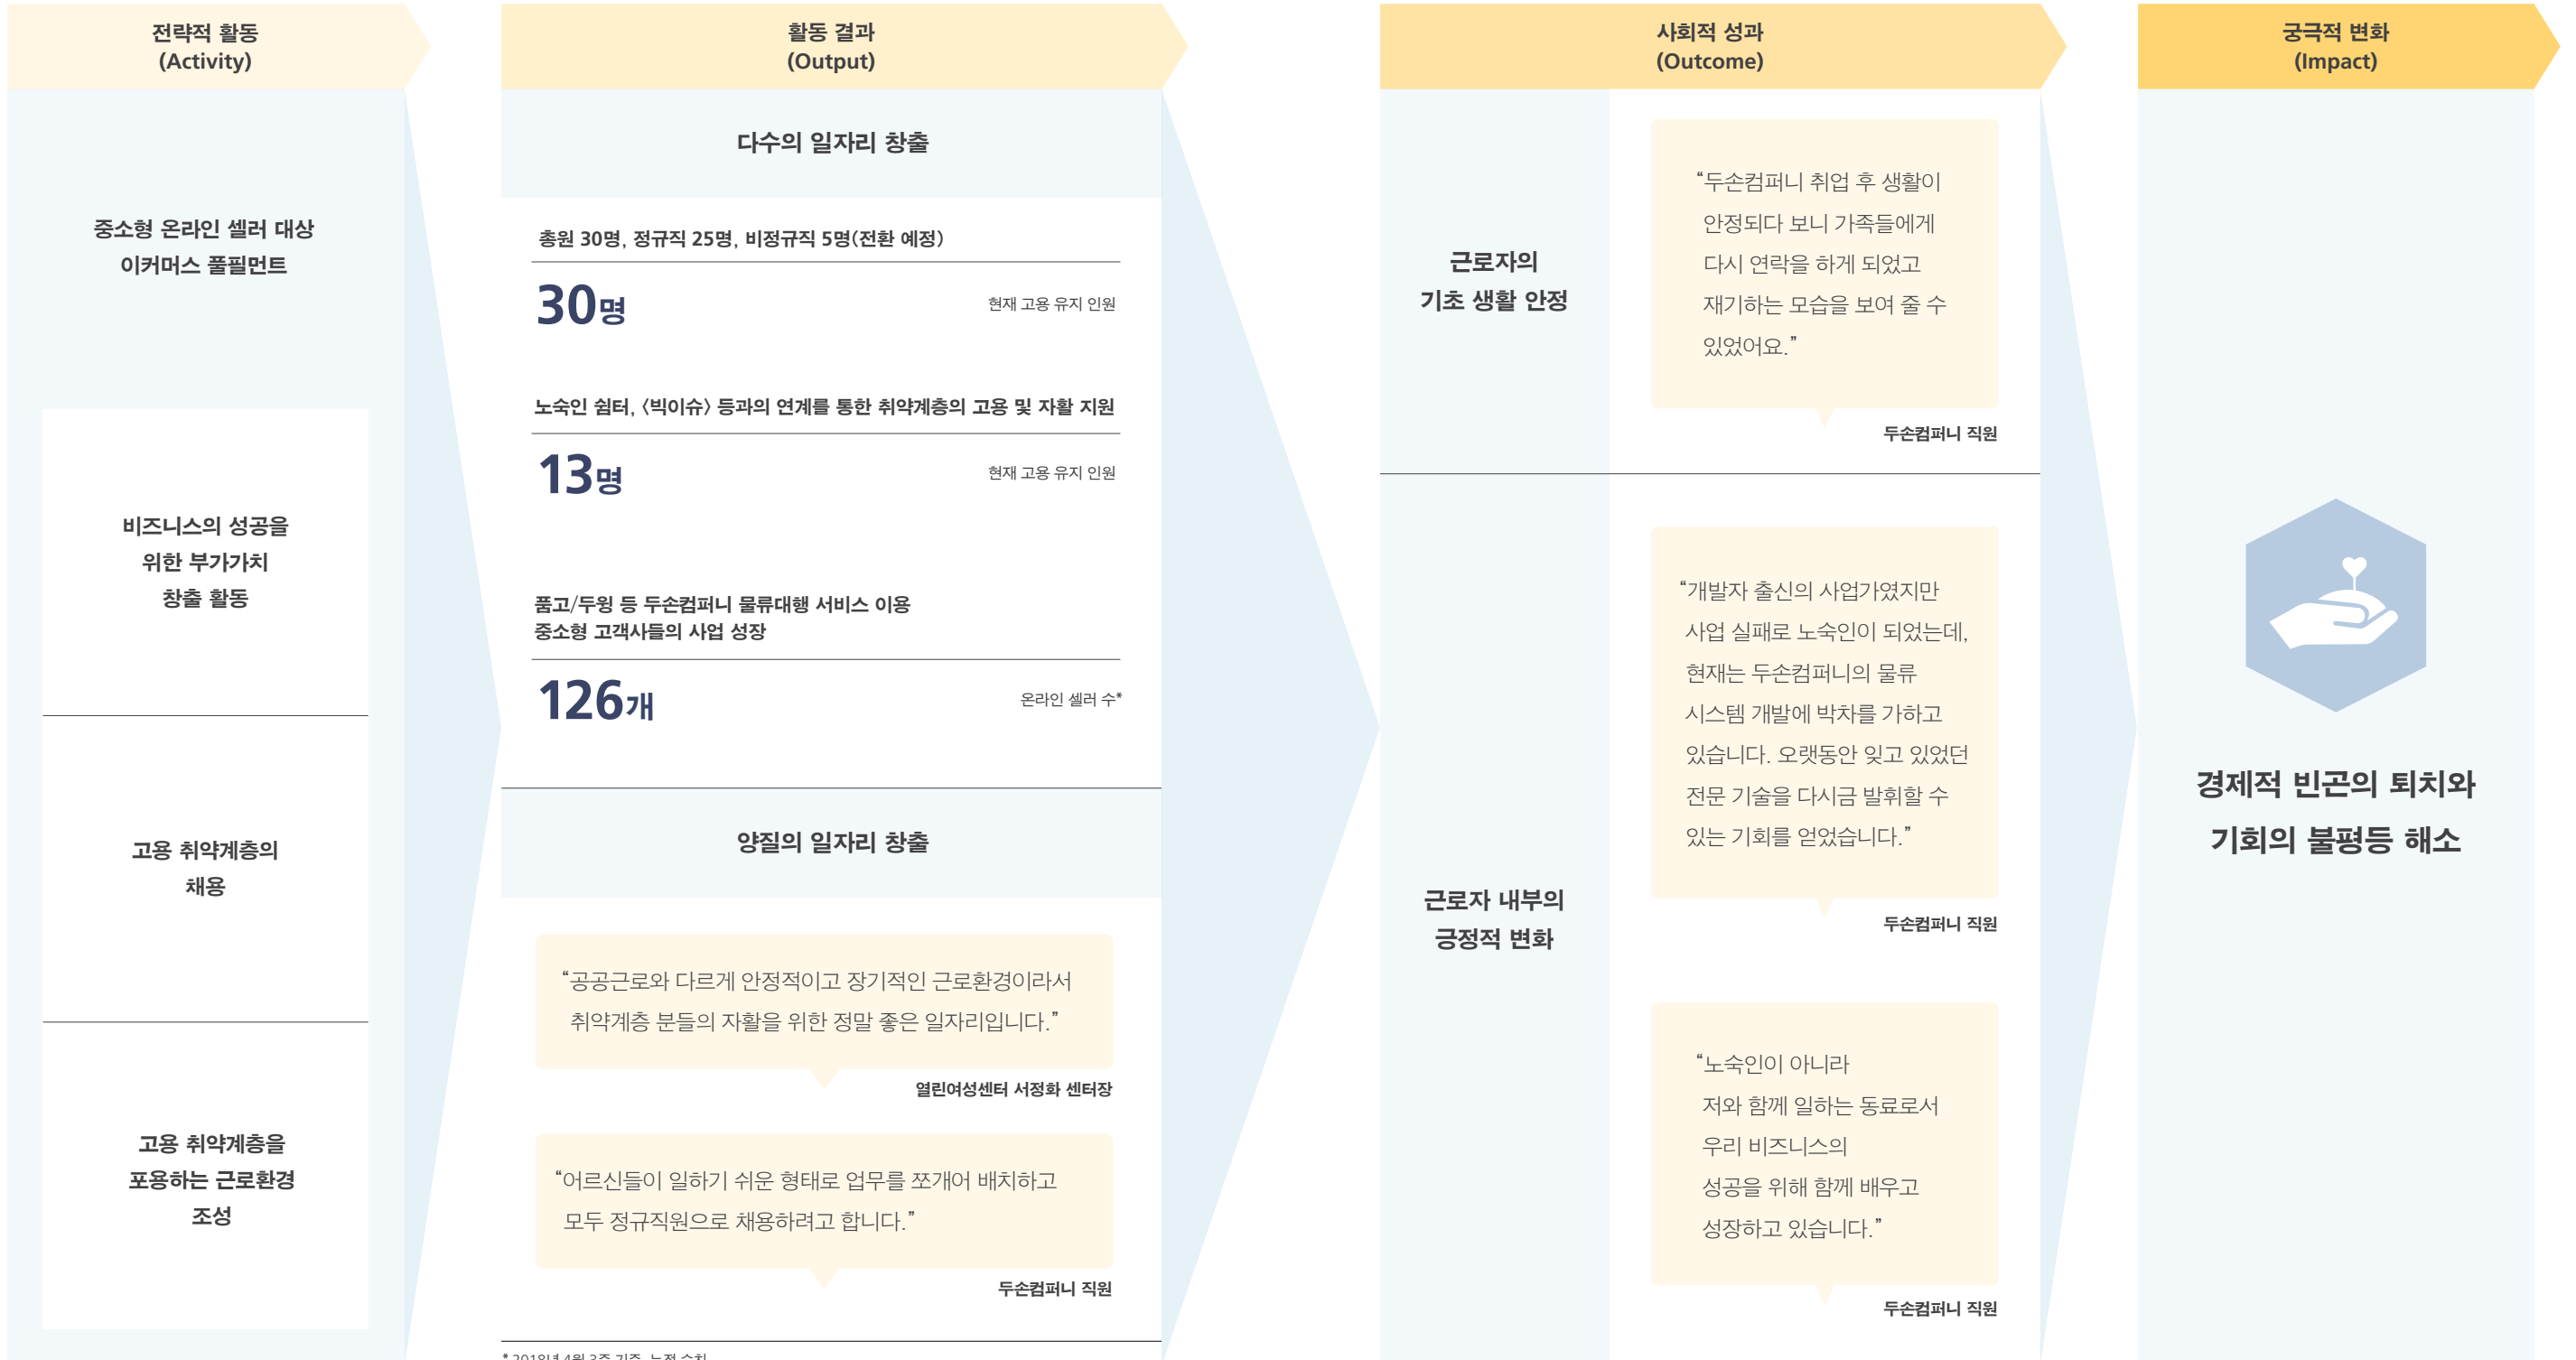 전략적 활동
(Activity)
중소형 온라인 셀러 대상
이커머스 풀필먼트
비즈니스의 성공을
위한 부가가치
창출 활동
고용 취약계층의
채용
고용 취약계층을
포용하는 근로환경
조성
활동 결과
(Output)
다수의 일자리 창출
총원 30명, 정규직 25명, 비정규직 5명(전환 예정)
30명
현재 고용 유지 인원
노숙인 쉼터, 〈빅이슈〉 등과의 연계를 통한 취약계층의 고용 및 자활 지원
13명
현재 고용 유지 인원
품고/두윙 등 두손컴퍼니 물류대행 서비스 이용
중소형 고객사들의 사업 성장
126개
온라인 셀러 수*
양질의 일자리 창출
“공공근로와 다르게 안정적이고 장기적인 근로환경이라서
취약계층 분들의 자활을 위한 정말 좋은 일자리입니다.”
열린여성센터 서정화 센터장
“어르신들이 일하기 쉬운 형태로 업무를 쪼개어 배치하고
모두 정규직원으로 채용하려고 합니다.”
두손컴퍼니 직원
* 2018년 4월 3주 기준, 누적 수치
사회적 성과
(Outcome)
근로자의
기초 생활 안정
“두손컴퍼니 취업 후 생활이
안정되다 보니 가족들에게
다시 연락을 하게 되었고
재기하는 모습을 보여 줄 수
있었어요.”
두손컴퍼니 직원
근로자 내부의
긍정적 변화
“개발자 출신의 사업가였지만
사업 실패로 노숙인이 되었는데,
현재는 두손컴퍼니의 물류
시스템 개발에 박차를 가하고
있습니다. 오랫동안 잊고 있었던
전문 기술을 다시금 발휘할 수
있는 기회를 얻었습니다.”
두손컴퍼니 직원
“노숙인이 아니라
저와 함께 일하는 동료로서
우리 비즈니스의
성공을 위해 함께 배우고
성장하고 있습니다.”
두손컴퍼니 직원
궁극적 변화
(Impact)
경제적 빈곤의 퇴치와
기회의 불평등 해소